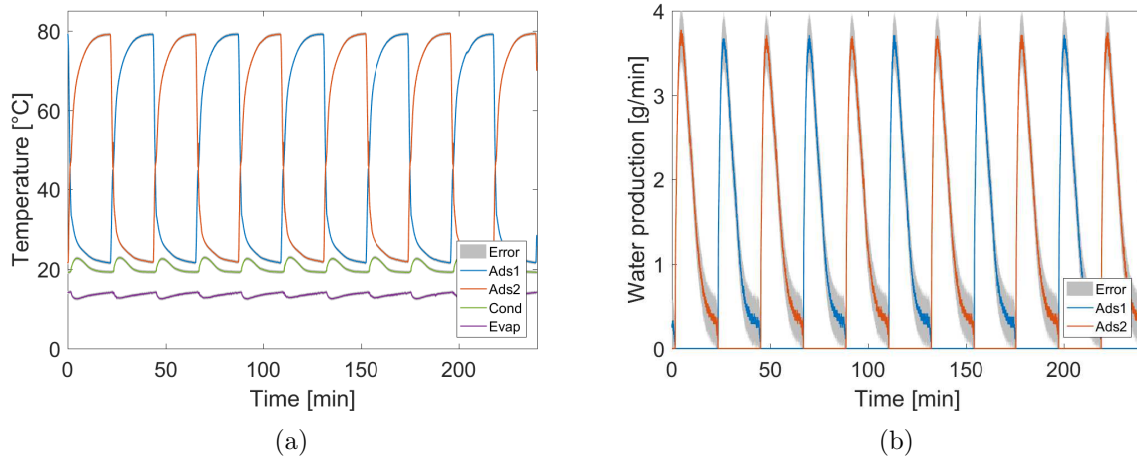 80
60
40
20
0
Temperature [°C]
0 50 100 150 200
Time [min]
Error
Ads1
Ads2
Cond
Evap
(a)
4
3
2
1
0
Water production [g/min]
0 50 100 150 200
Time [min]
Error
Ads1
Ads2
(b)